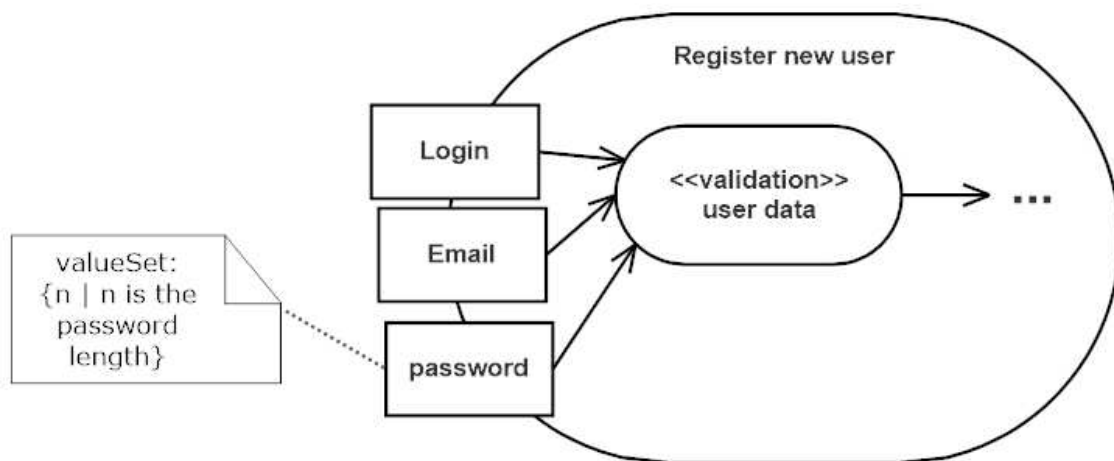 Register new user
Login
<<validation>>
user data
...
Email
valueSet:
{n | n is the
password
length}
password